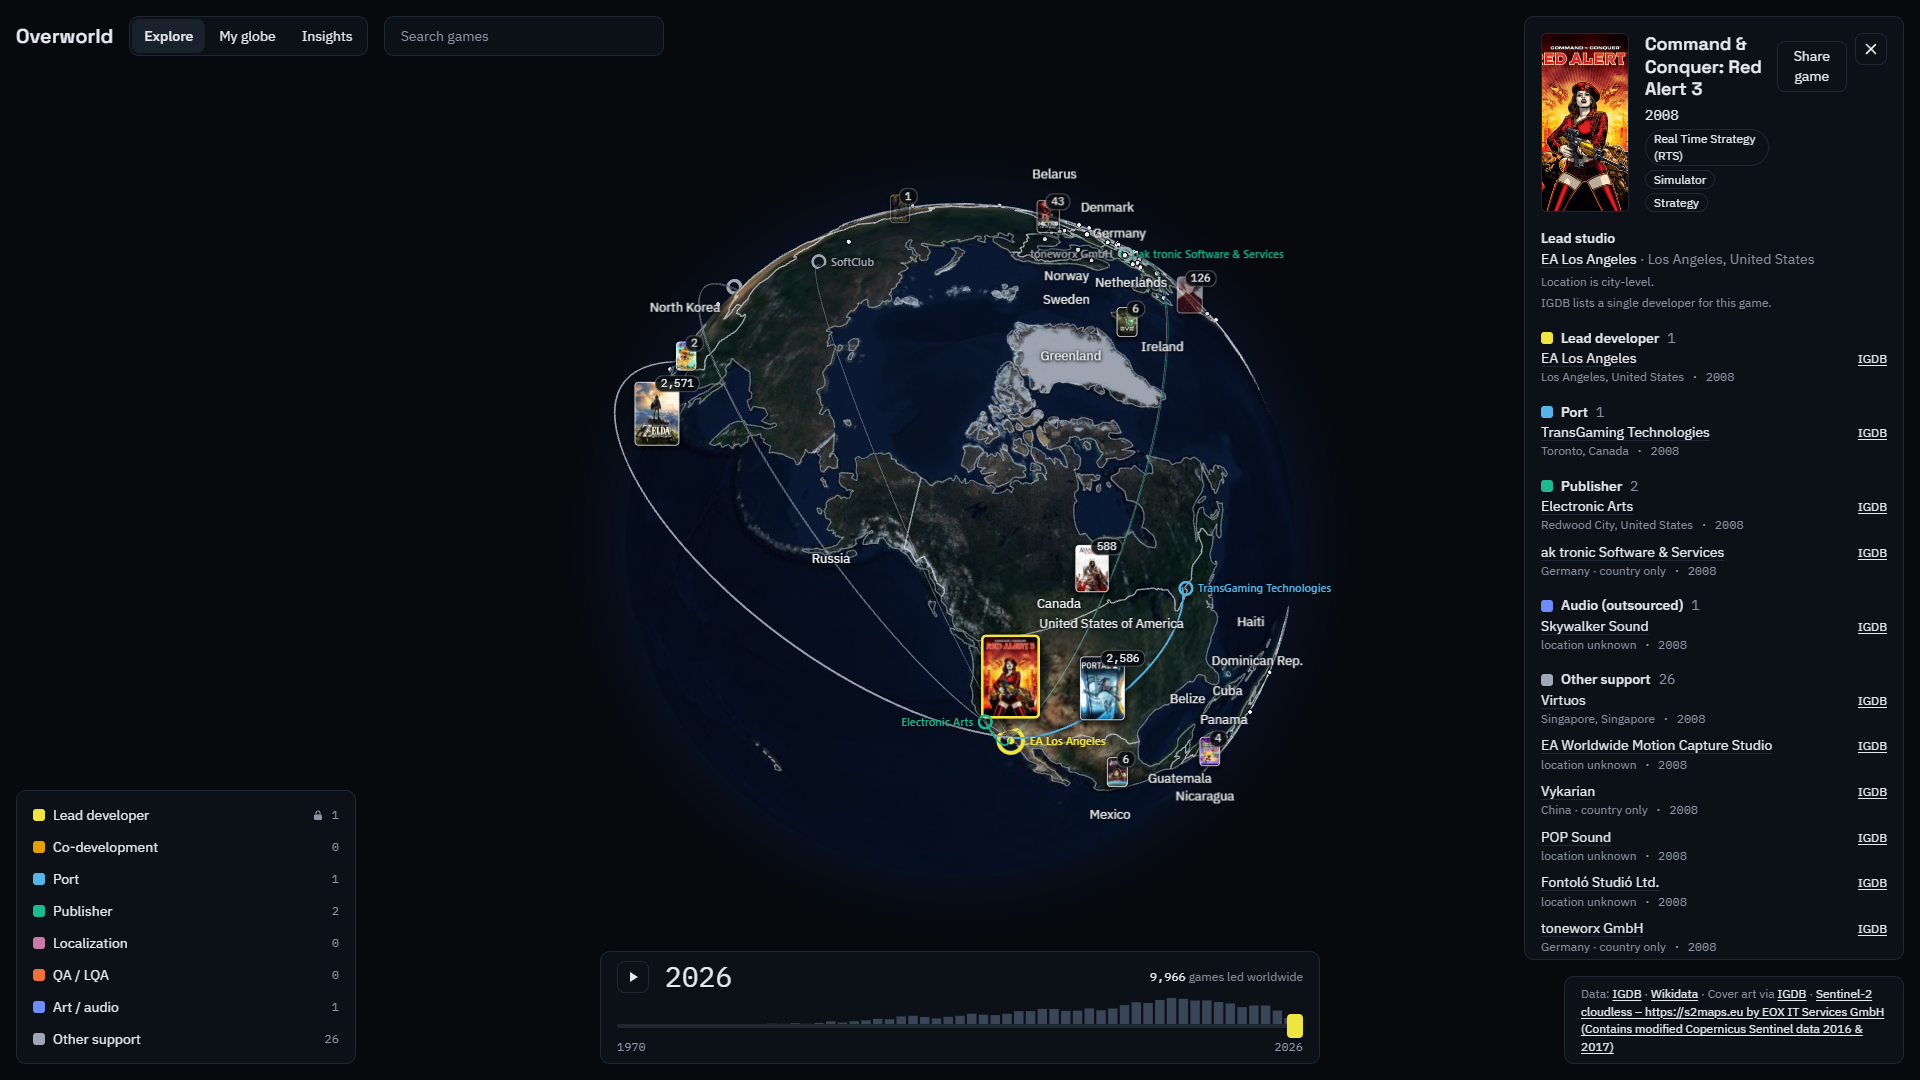 Overworld
Explore
My globe
Insights
Search games
Belarus
1
43
Denmark
Germany
toneworx GmbH
ak tronic Software & Services
SoftClub
Norway
Netherlands
126
Sweden
North Korea
6
Ireland
2
Greenland
2,571
ZELDA
Russia
588
TransGaming Technologies
Canada
United States of America
Haiti
RED ALERT 3
2,586
PORTAL 2
Dominican Rep.
Belize
Cuba
Panama
Electronic Arts
EA Los Angeles
4
6
Guatemala
Nicaragua
Mexico
Lead developer 1
Co-development 0
Port 1
Publisher 2
Localization 0
QA / LQA 0
Art / audio 1
Other support 26
2026
9,966 games led worldwide
1970
2026
COMMAND & CONQUER
RED ALERT
Command &
Conquer: Red
Alert 3
Share
game
2008
Real Time Strategy
(RTS)
Simulator
Strategy
Lead studio
EA Los Angeles · Los Angeles, United States
Location is city-level.
IGDB lists a single developer for this game.
Lead developer 1
EA Los Angeles IGDB
Los Angeles, United States · 2008
Port 1
TransGaming Technologies IGDB
Toronto, Canada · 2008
Publisher 2
Electronic Arts IGDB
Redwood City, United States · 2008
ak tronic Software & Services IGDB
Germany · country only · 2008
Audio (outsourced) 1
Skywalker Sound IGDB
location unknown · 2008
Other support 26
Virtuos IGDB
Singapore, Singapore · 2008
EA Worldwide Motion Capture Studio IGDB
location unknown · 2008
Vykarian IGDB
China · country only · 2008
POP Sound IGDB
location unknown · 2008
Fontoló Studió Ltd. IGDB
location unknown · 2008
toneworx GmbH IGDB
Germany · country only · 2008
Data: IGDB · Wikidata · Cover art via IGDB · Sentinel-2
cloudless – https://s2maps.eu by EOX IT Services GmbH
(Contains modified Copernicus Sentinel data 2016 &
2017)